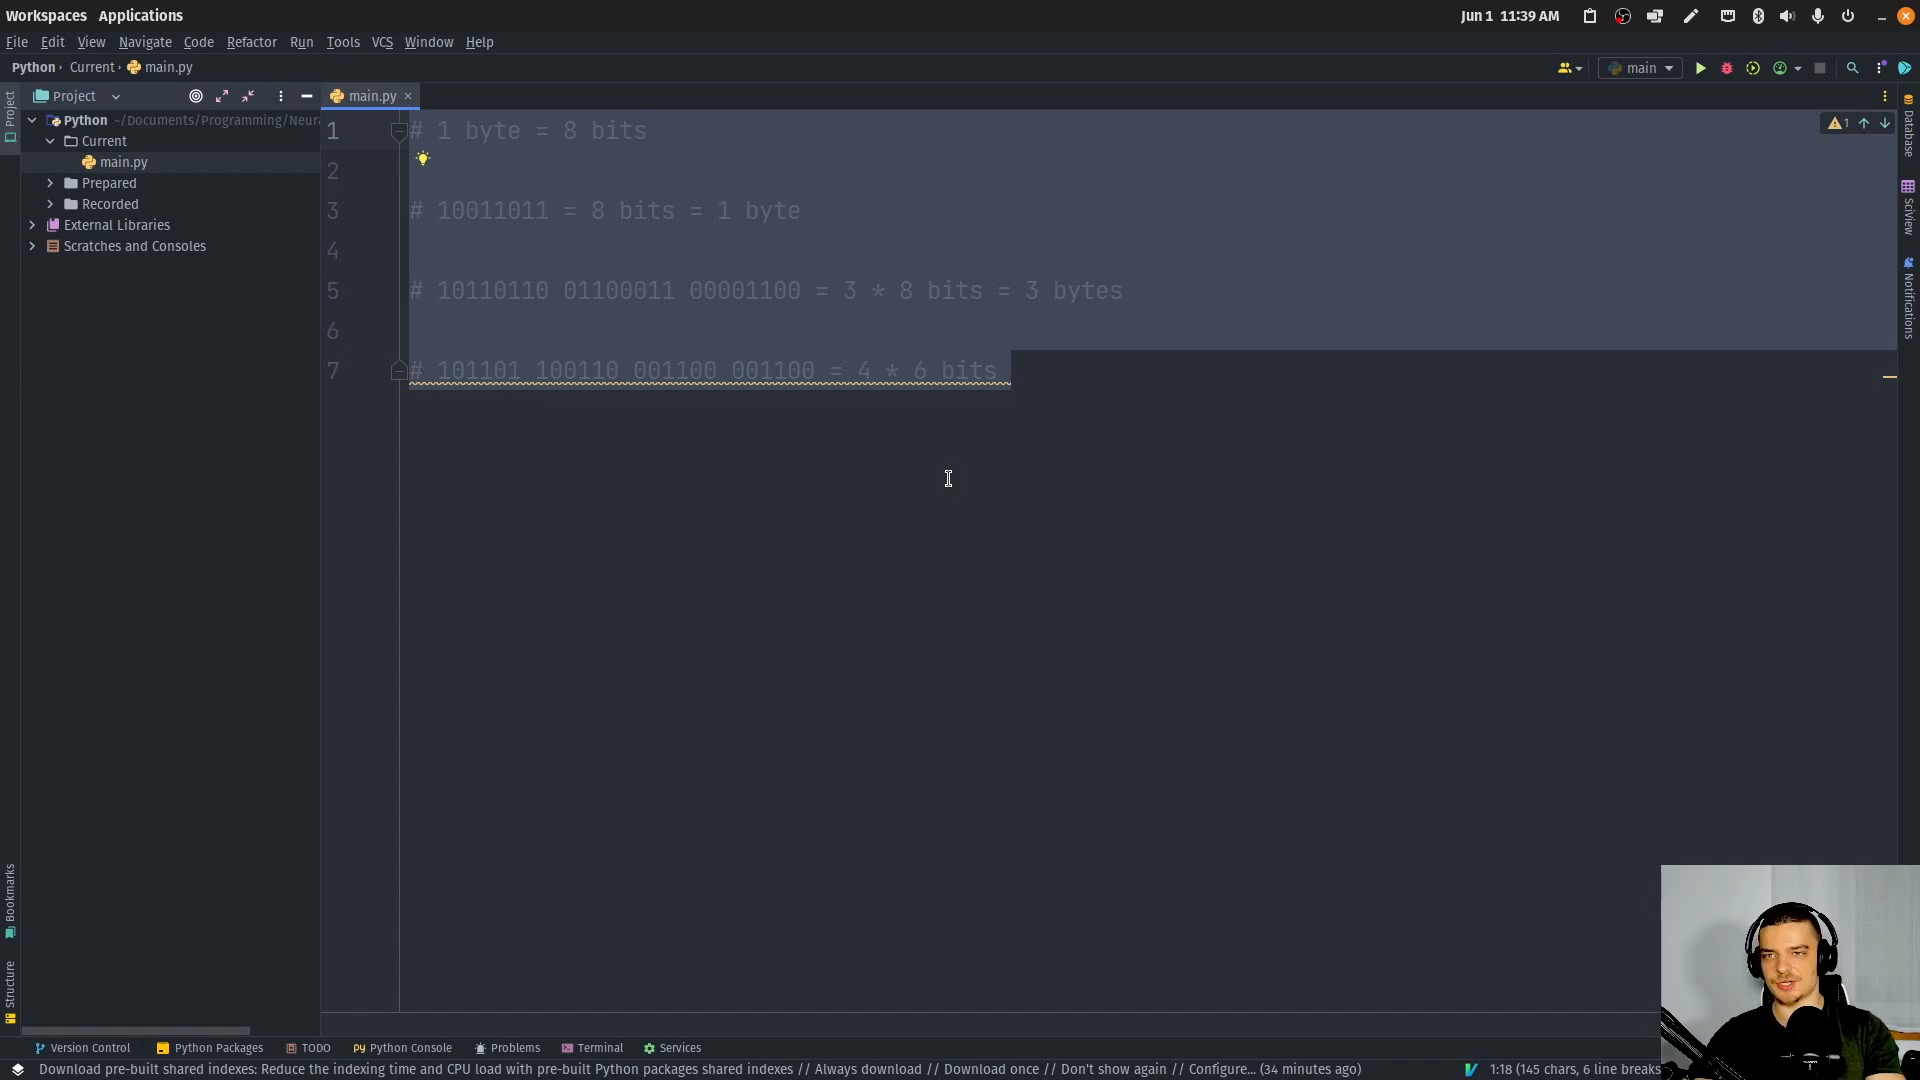 Workspaces Applications
Jun 1 11:39 AM
File Edit View Navigate Code Refactor Run Tools VCS Window Help
Python › Current › main.py
main
Project
main.py
Python ~/Documents/Programming/Neura
Current
main.py
Prepared
Recorded
External Libraries
Scratches and Consoles
1 # 1 byte = 8 bits
2
3 # 10011011 = 8 bits = 1 byte
4
5 # 10110110 01100011 00001100 = 3 * 8 bits = 3 bytes
6
7 # 101101 100110 001100 001100 = 4 * 6 bits
1
Project
Bookmarks
Structure
Database
SciView
Notifications
Version Control Python Packages TODO Python Console Problems Terminal Services
Download pre-built shared indexes: Reduce the indexing time and CPU load with pre-built Python packages shared indexes // Always download // Download once // Don't show again // Configure... (34 minutes ago)
1:18 (145 chars, 6 line breaks